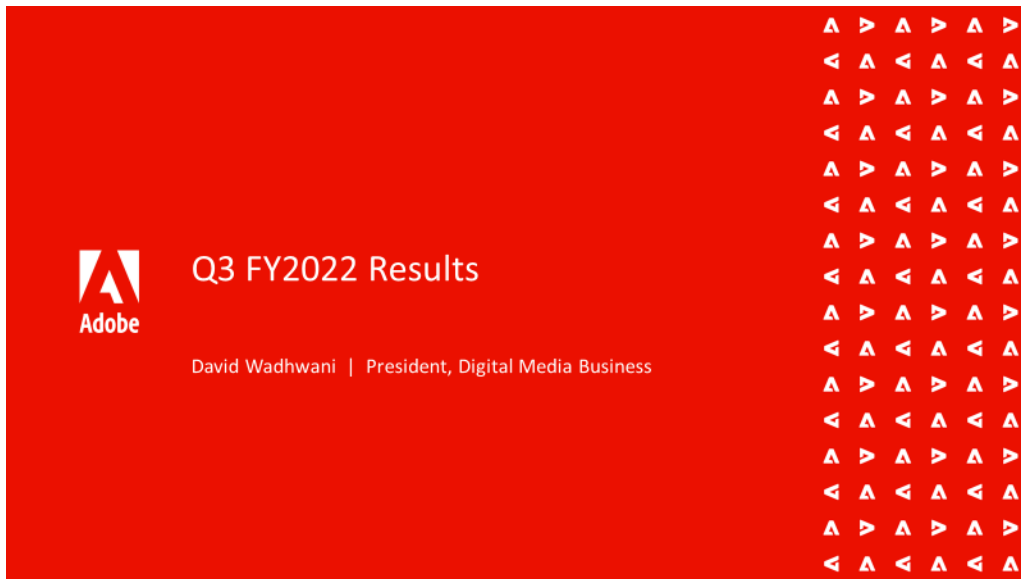 Q3 FY2022 Results
Adobe
David Wadhwani | President, Digital Media Business